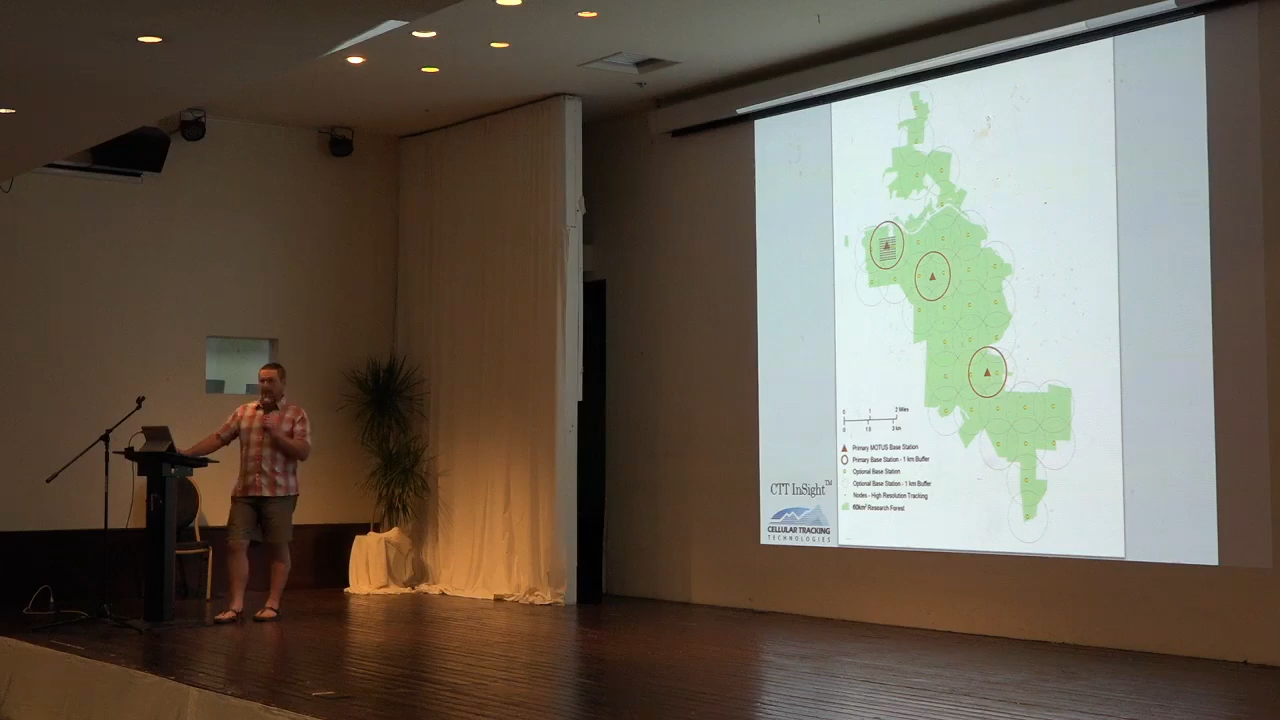 0 1 2 Miles
0 1.5 3 km
Primary MOTUS Base Station
Primary Base Station - 1 km Buffer
Optional Base Station
Optional Base Station - 1 km Buffer
Nodes - High Resolution Tracking
60km² Research Forest
CTT InSight™
CELLULAR TRACKING
TECHNOLOGIES